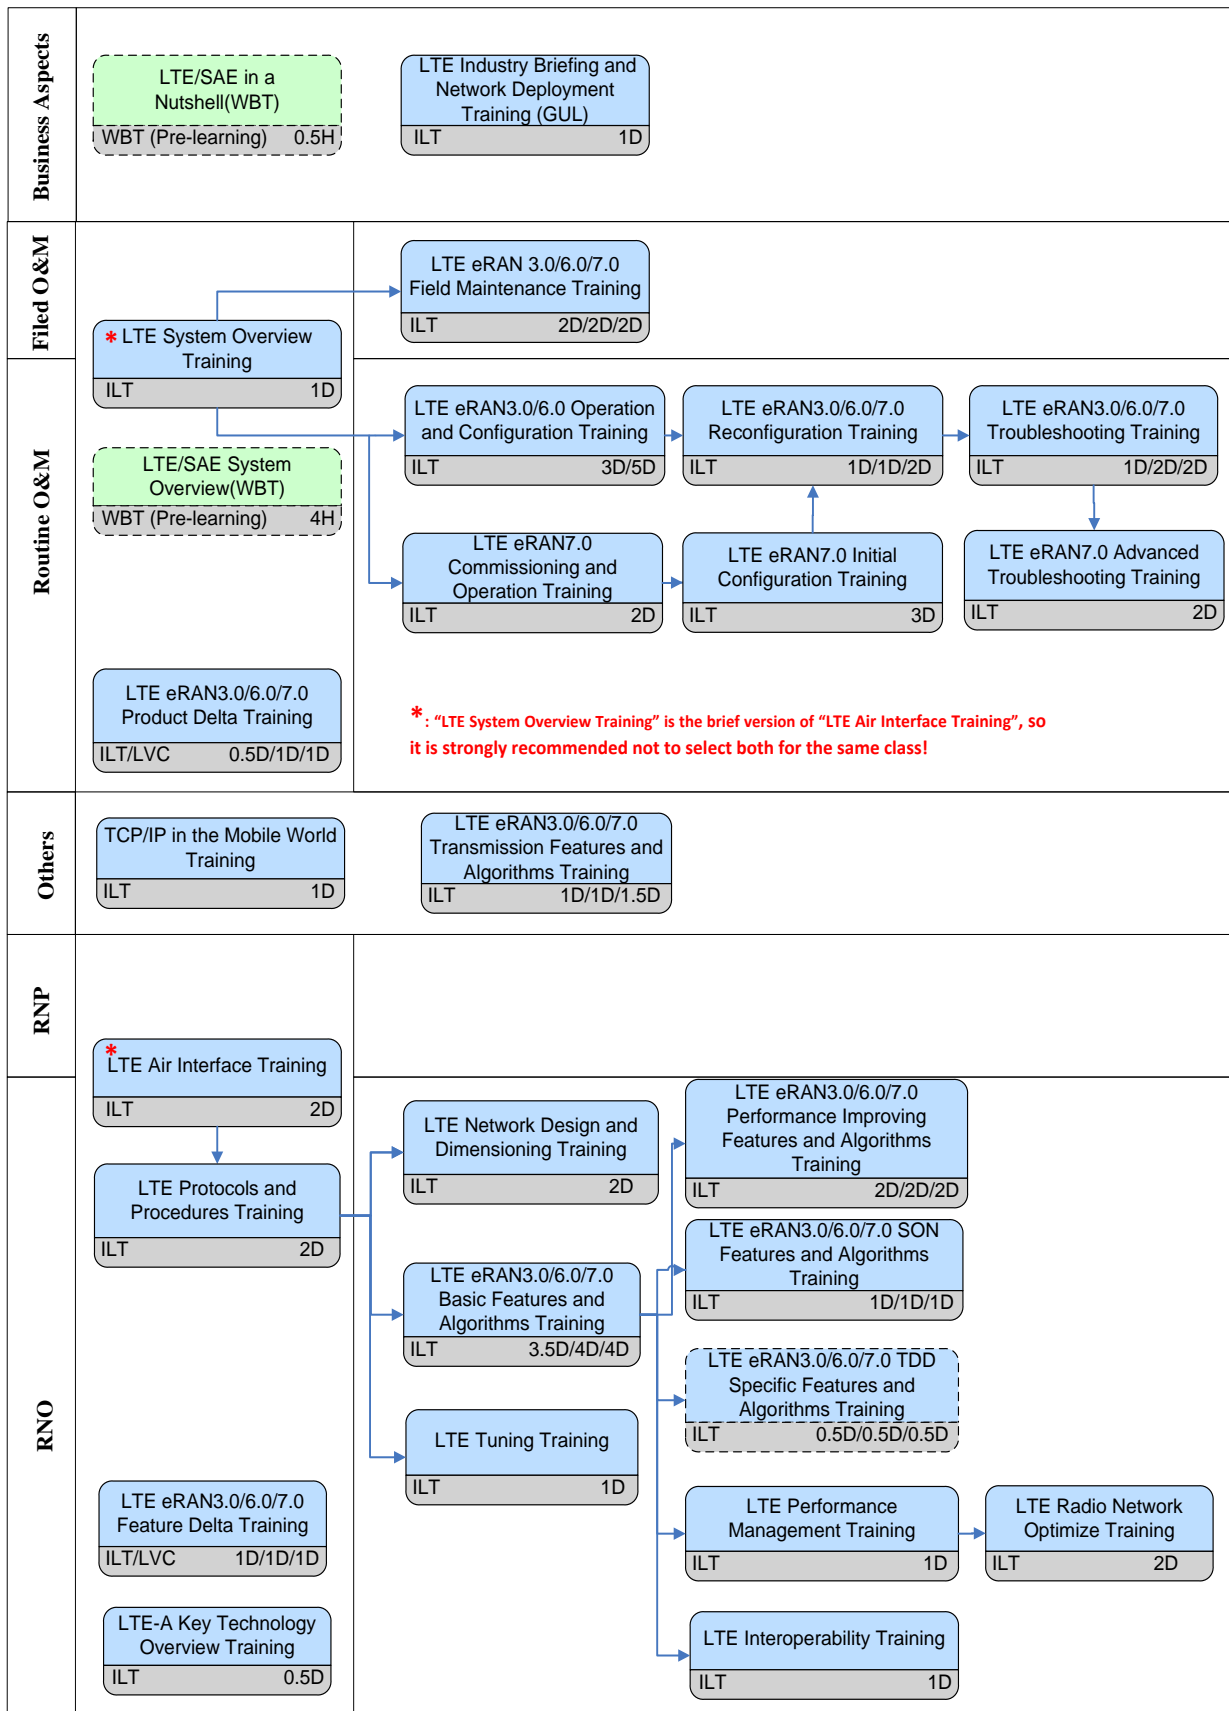 Business Aspects
LTE/SAE in a
Nutshell(WBT)
WBT (Pre-learning) 0.5H
LTE Industry Briefing and
Network Deployment
Training (GUL)
ILT 1D
Filed O&M
LTE eRAN 3.0/6.0/7.0
Field Maintenance Training
ILT 2D/2D/2D
* LTE System Overview
Training
ILT 1D
Routine O&M
LTE eRAN3.0/6.0 Operation
and Configuration Training
ILT 3D/5D
LTE eRAN3.0/6.0/7.0
Reconfiguration Training
ILT 1D/1D/2D
LTE eRAN3.0/6.0/7.0
Troubleshooting Training
ILT 1D/2D/2D
LTE/SAE System
Overview(WBT)
WBT (Pre-learning) 4H
LTE eRAN7.0
Commissioning and
Operation Training
ILT 2D
LTE eRAN7.0 Initial
Configuration Training
ILT 3D
LTE eRAN7.0 Advanced
Troubleshooting Training
ILT 2D
LTE eRAN3.0/6.0/7.0
Product Delta Training
ILT/LVC 0.5D/1D/1D
*: “LTE System Overview Training” is the brief version of “LTE Air Interface Training”, so
it is strongly recommended not to select both for the same class!
Others
TCP/IP in the Mobile World
Training
ILT 1D
LTE eRAN3.0/6.0/7.0
Transmission Features and
Algorithms Training
ILT 1D/1D/1.5D
RNP
*
LTE Air Interface Training
ILT 2D
RNO
LTE Protocols and
Procedures Training
ILT 2D
LTE Network Design and
Dimensioning Training
ILT 2D
LTE eRAN3.0/6.0/7.0
Performance Improving
Features and Algorithms
Training
ILT 2D/2D/2D
LTE eRAN3.0/6.0/7.0 SON
Features and Algorithms
Training
ILT 1D/1D/1D
LTE eRAN3.0/6.0/7.0
Basic Features and
Algorithms Training
ILT 3.5D/4D/4D
LTE eRAN3.0/6.0/7.0 TDD
Specific Features and
Algorithms Training
ILT 0.5D/0.5D/0.5D
LTE Tuning Training
ILT 1D
LTE eRAN3.0/6.0/7.0
Feature Delta Training
ILT/LVC 1D/1D/1D
LTE Performance
Management Training
ILT 1D
LTE Radio Network
Optimize Training
ILT 2D
LTE-A Key Technology
Overview Training
ILT 0.5D
LTE Interoperability Training
ILT 1D